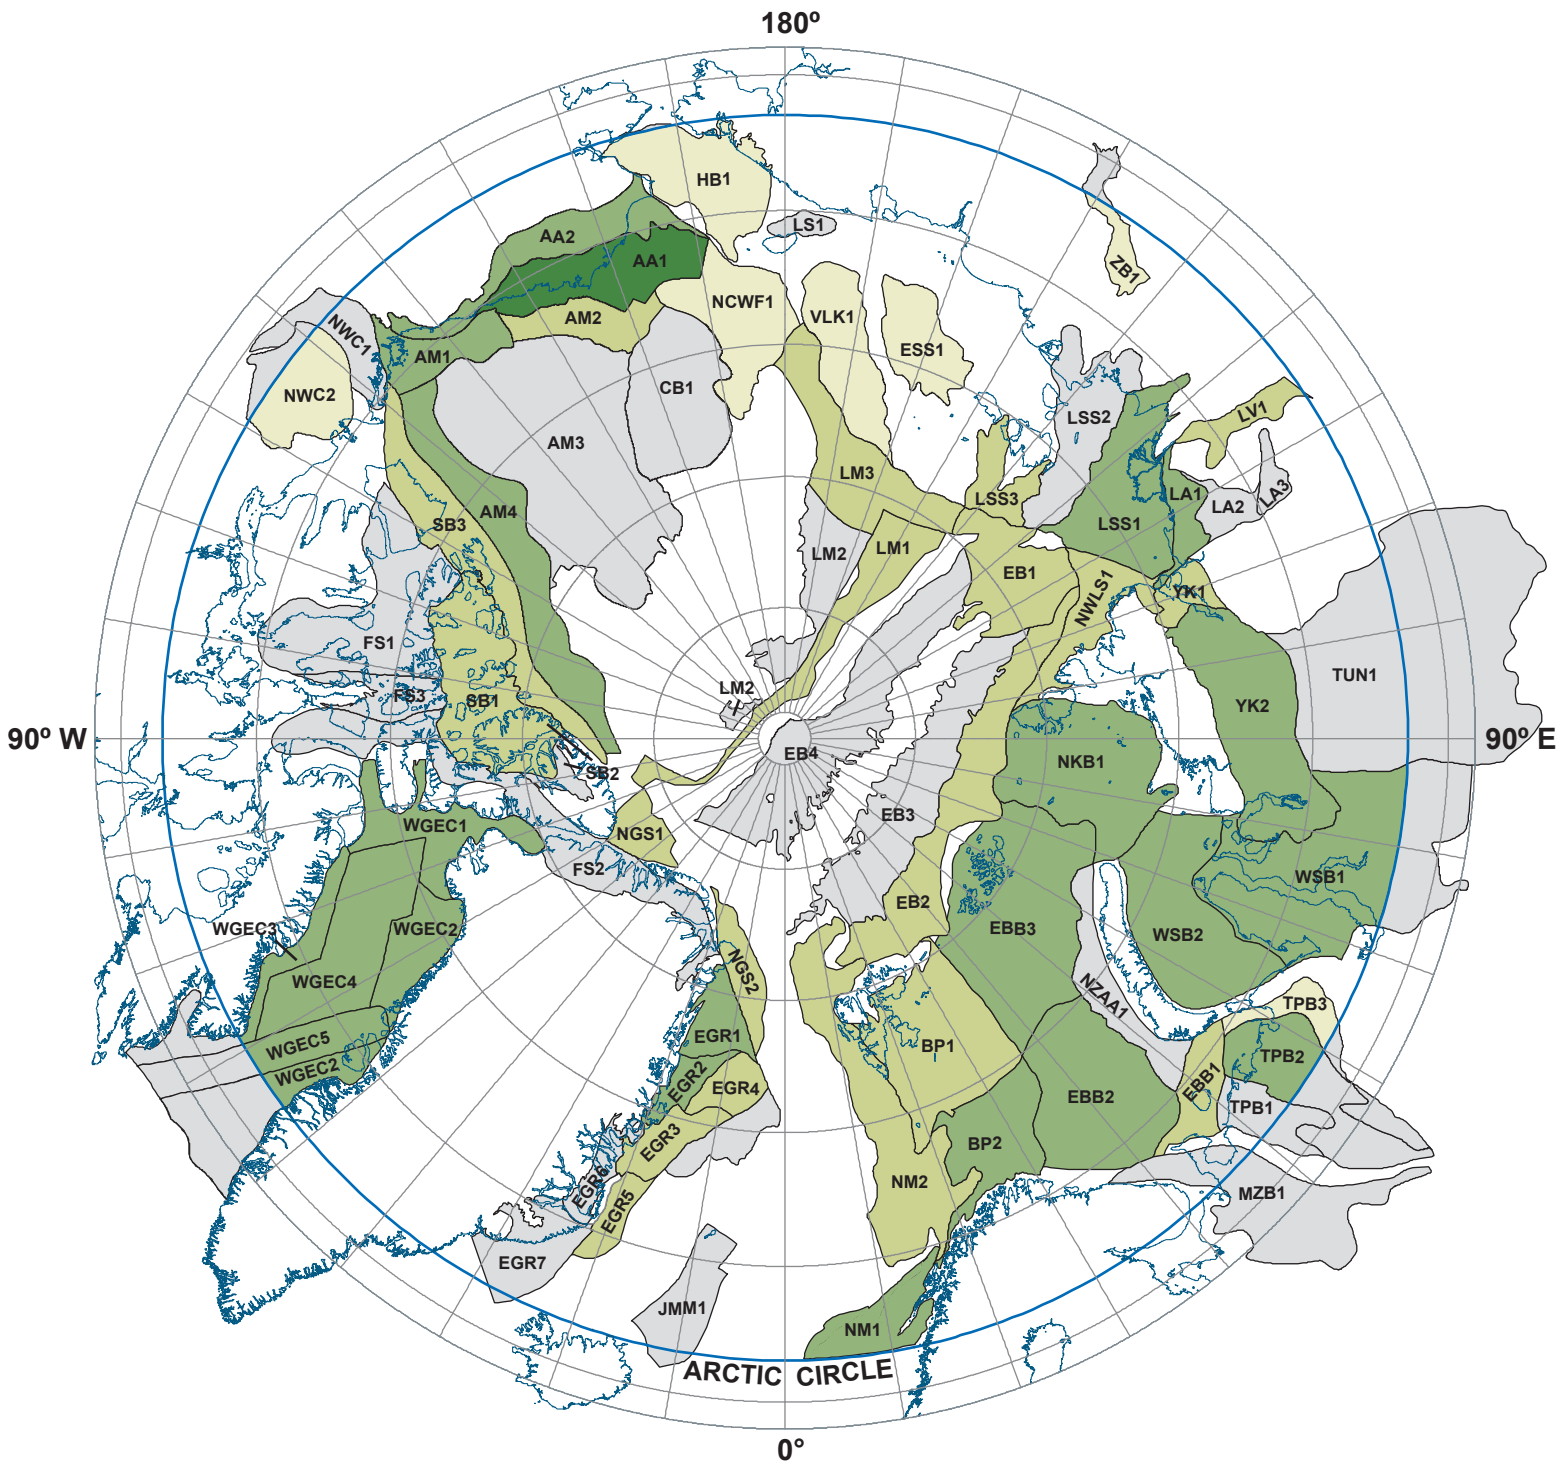 180º
HB1
LS1
AA2
AA1
ZB1
NCWF1
VLK1
AM2
NWC1
AM1
ESS1
CB1
NWC2
LV1
LSS2
AM3
LM3
LA1
LSS3
LA3
LA2
AM4
SB3
LSS1
LM1
LM2
EB1
NWLS1
YK1
FS1
TUN1
LM2
FS3
SB1
YK2
90º W
90º E
EB4
NKB1
SB2
EB3
WGEC1
NGS1
FS2
WSB1
EB2
WGEC3
WGEC2
EBB3
WSB2
NGS2
WGEC4
NZAA1
TPB3
EGR1
WGEC5
BP1
TPB2
WGEC2
EGR2
EGR4
EBB1
EBB2
TPB1
EGR3
BP2
NM2
EGR6
MZB1
EGR5
EGR7
JMM1
NM1
ARCTIC CIRCLE
0°